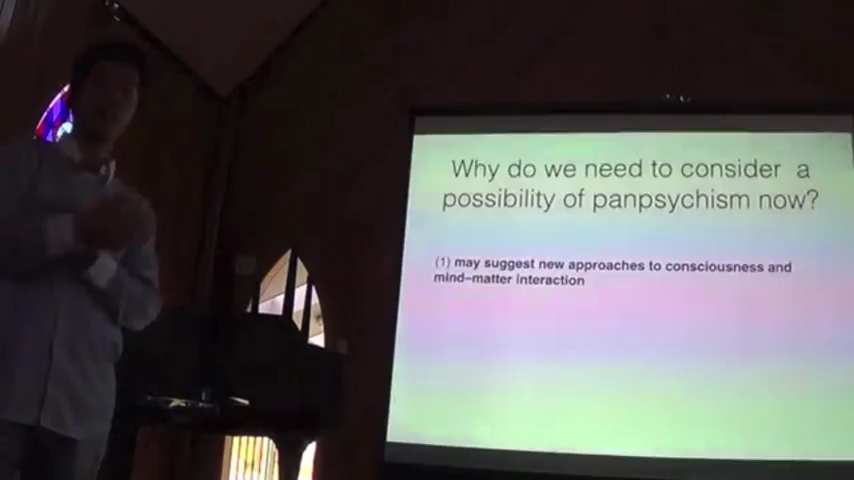 Why do we need to consider a
possibility of panpsychism now?
(1) may suggest new approaches to consciousness and
mind–matter interaction